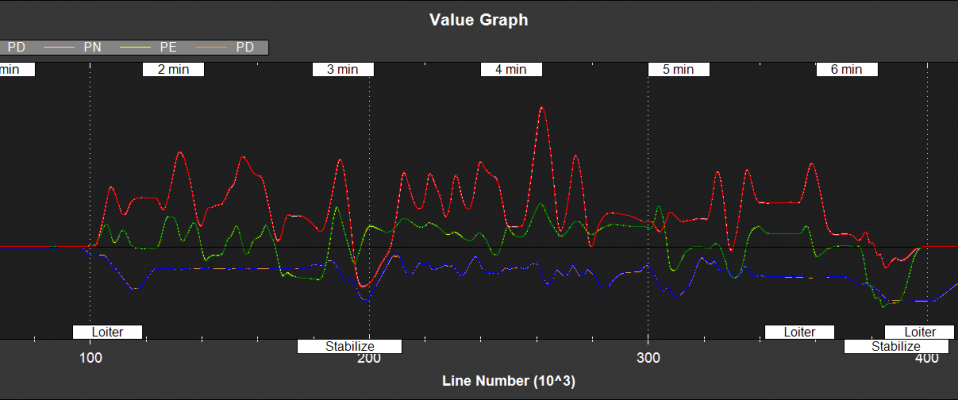 Value Graph
PD PN PE PD
min 2 min 3 min 4 min 5 min 6 min
Loiter Loiter Loiter
Stabilize Stabilize
100 200 300 400
Line Number (10^3)